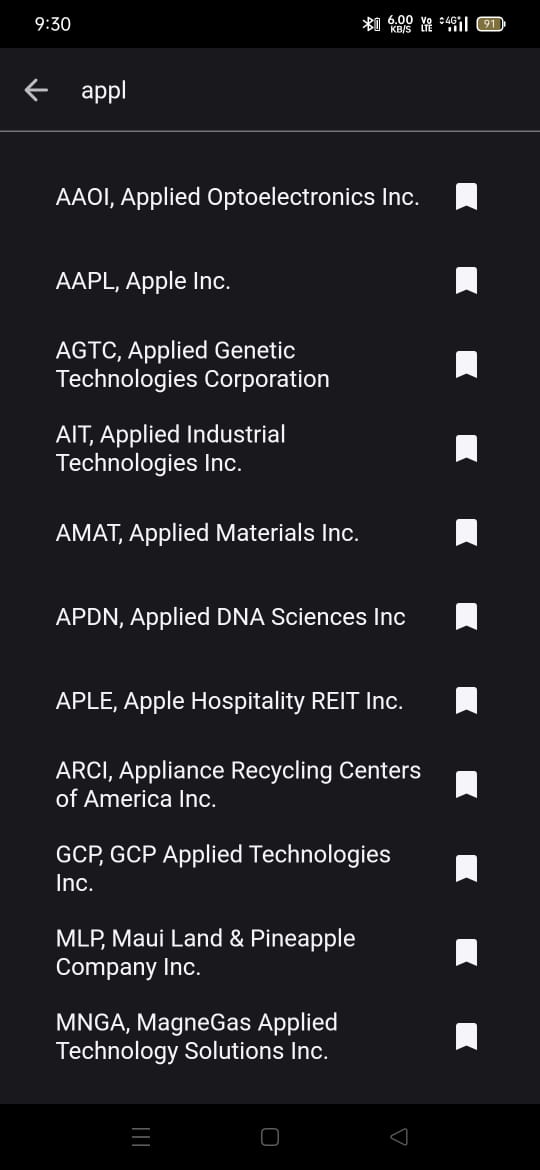 9:30
6.00
KB/S
Vo
LTE
4G+
91
appl
AAOI, Applied Optoelectronics Inc.
AAPL, Apple Inc.
AGTC, Applied Genetic
Technologies Corporation
AIT, Applied Industrial
Technologies Inc.
AMAT, Applied Materials Inc.
APDN, Applied DNA Sciences Inc
APLE, Apple Hospitality REIT Inc.
ARCI, Appliance Recycling Centers
of America Inc.
GCP, GCP Applied Technologies
Inc.
MLP, Maui Land & Pineapple
Company Inc.
MNGA, MagneGas Applied
Technology Solutions Inc.